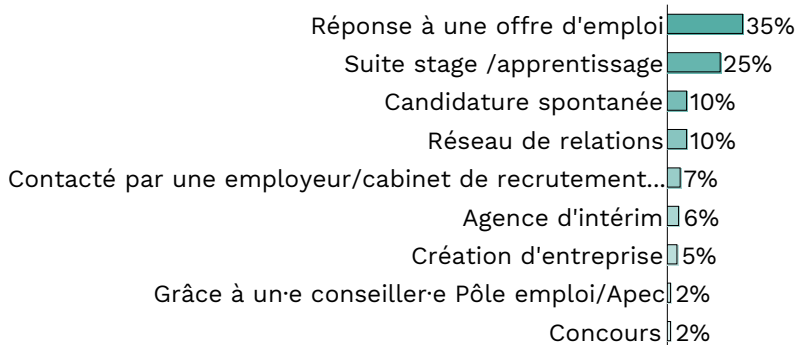 Réponse à une offre d'emploi 35%
Suite stage /apprentissage 25%
Candidature spontanée 10%
Réseau de relations 10%
Contacté par une employeur/cabinet de recrutement... 7%
Agence d'intérim 6%
Création d'entreprise 5%
Grâce à un·e conseiller·e Pôle emploi/Apec 2%
Concours 2%